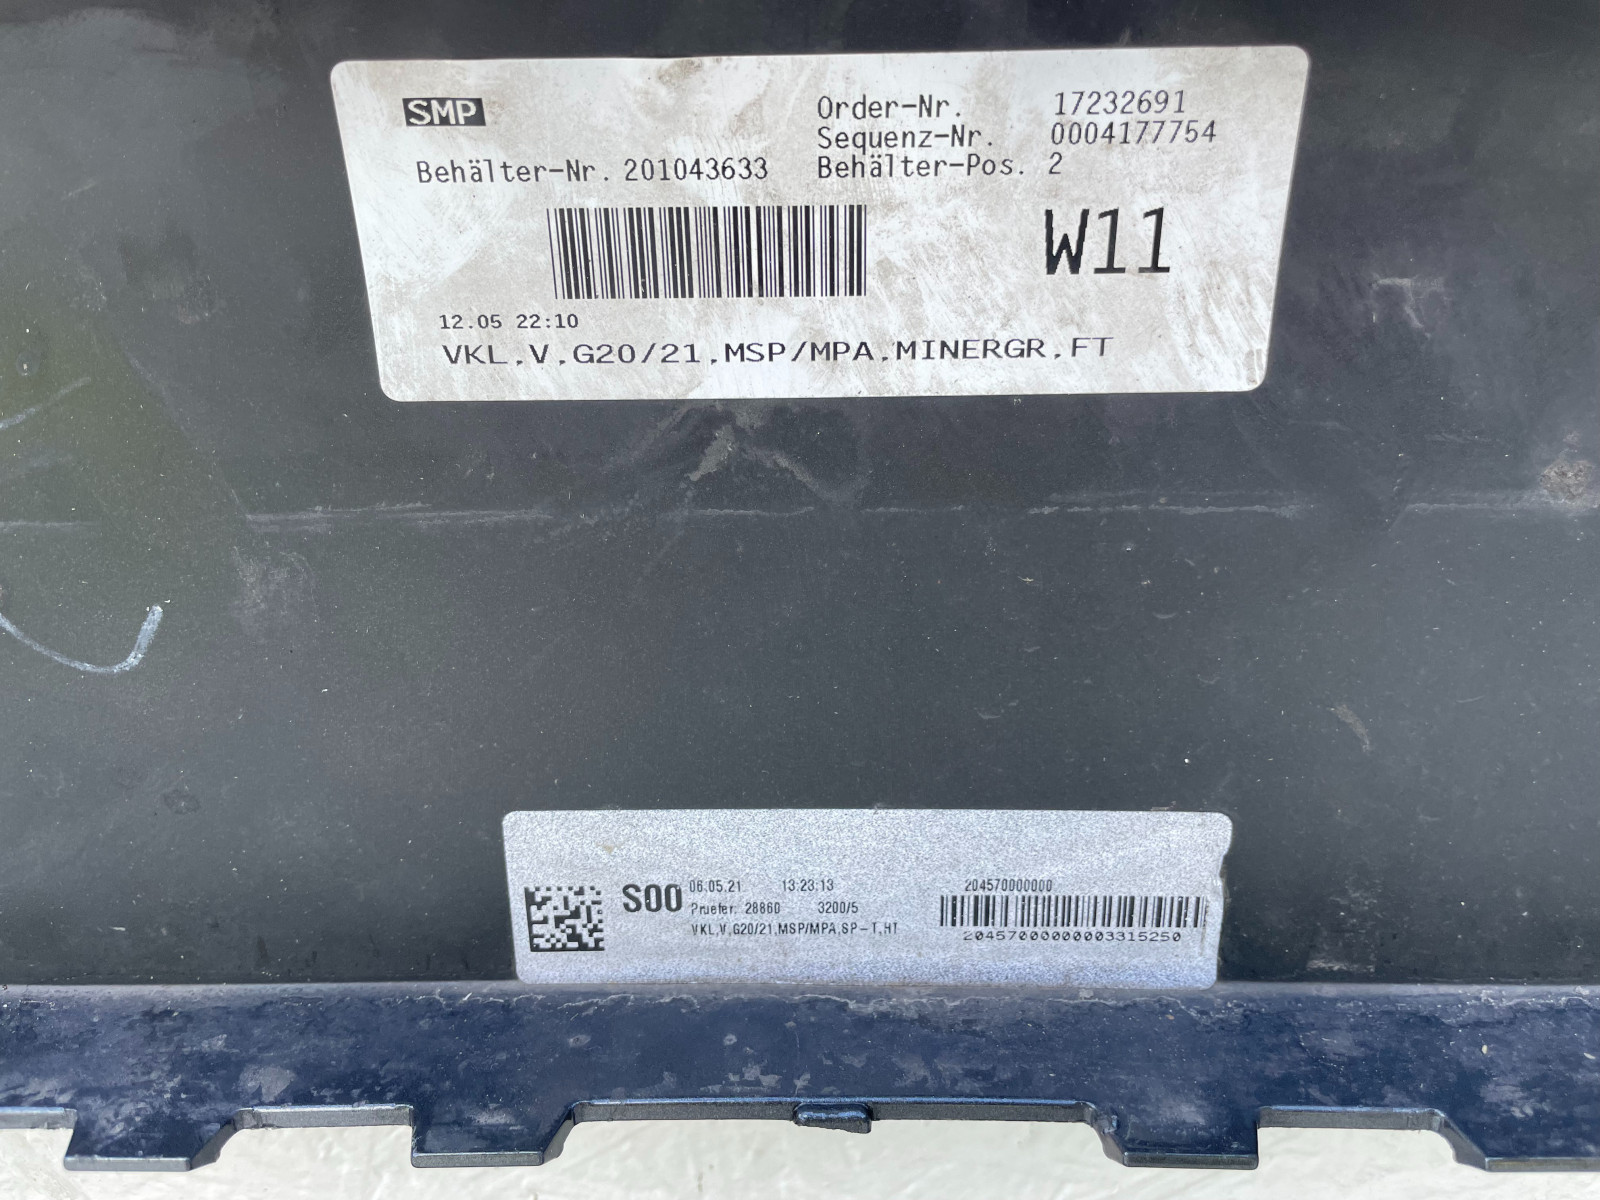 SMP
Order-Nr. 17232691
Sequenz-Nr. 0004177754
Behälter-Nr. 201043633 Behälter-Pos. 2
W11
12.05 22:10
VKL,V,G20/21,MSP/MPA,MINERGR,FT
S00 06.05.21 13:23:13 204570000000
Pruefer. 28860 3200/5
VKL,V,G20/21,MSP/MPA,SP-T,HT
2045700000003315250